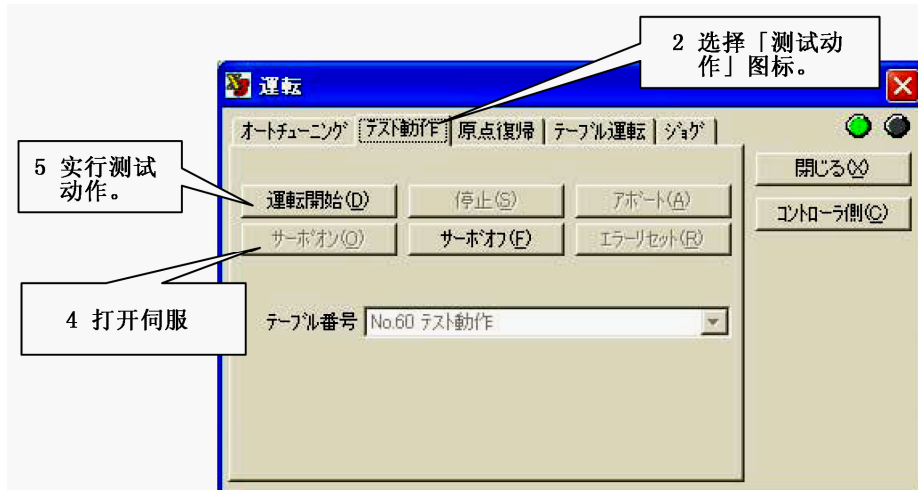 2 选择「测试动
作」图标。
運転
オートチューニング テスト動作 原点復帰 テーブル運転 ジョグ
5 实行测试
动作。
閉じる(X)
運転開始(D) 停止(S) アボート(A)
コントローラ側(C)
サーボオン(O) サーボオフ(F) エラーリセット(R)
4 打开伺服
テーブル番号 No.60 テスト動作